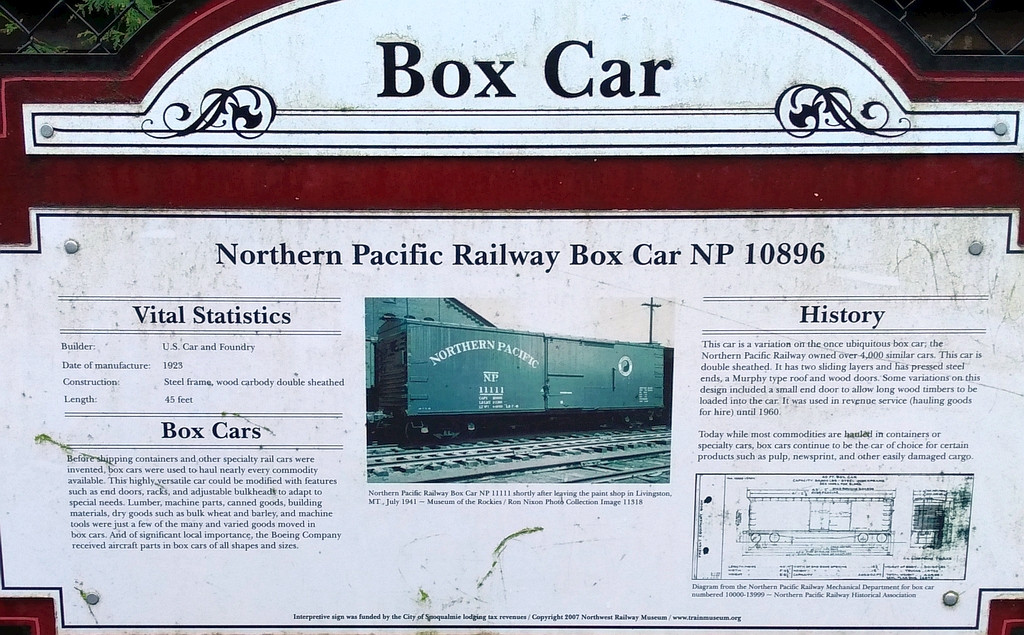 Box Car
Northern Pacific Railway Box Car NP 10896
Vital Statistics
Builder: U.S. Car and Foundry
Date of manufacture: 1923
Construction: Steel frame, wood carbody double sheathed
Length: 45 feet
Box Cars
Before shipping containers and other specialty rail cars were
invented, box cars were used to haul nearly every commodity
available. This highly versatile car could be modified with features
such as end doors, racks, and adjustable bulkheads to adapt to
special needs. Lumber, machine parts, canned goods, building
materials, dry goods such as bulk wheat and barley, and machine
tools were just a few of the many and varied goods moved in
box cars. And of significant local importance, the Boeing Company
received aircraft parts in box cars of all shapes and sizes.
NORTHERN PACIFIC
NP
11111
Northern Pacific Railway Box Car NP 11111 shortly after leaving the paint shop in Livingston,
MT., July 1941 — Museum of the Rockies / Ron Nixon Photo Collection Image 11318
History
This car is a variation on the once ubiquitous box car; the
Northern Pacific Railway owned over 4,000 similar cars. This car is
double sheathed. It has two sliding layers and has pressed steel
ends, a Murphy type roof and wood doors. Some variations on this
design included a small end door to allow long wood timbers to be
loaded into the car. It was used in revenue service (hauling goods
for hire) until 1960.
Today while most commodities are hauled in containers or
specialty cars, box cars continue to be the car of choice for certain
products such as pulp, newsprint, and other easily damaged cargo.
Diagram from the Northern Pacific Railway Mechanical Department for box car
numbered 10000-13999 — Northern Pacific Railway Historical Association
Interpretive sign was funded by the City of Snoqualmie lodging tax revenues / Copyright 2007 Northwest Railway Museum / www.trainmuseum.org